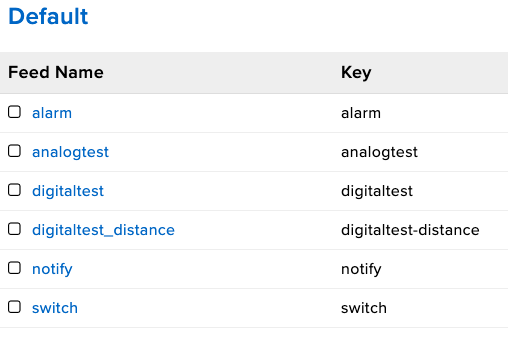 Default
Feed Name Key
alarm alarm
analogtest analogtest
digitaltest digitaltest
digitaltest_distance digitaltest-distance
notify notify
switch switch